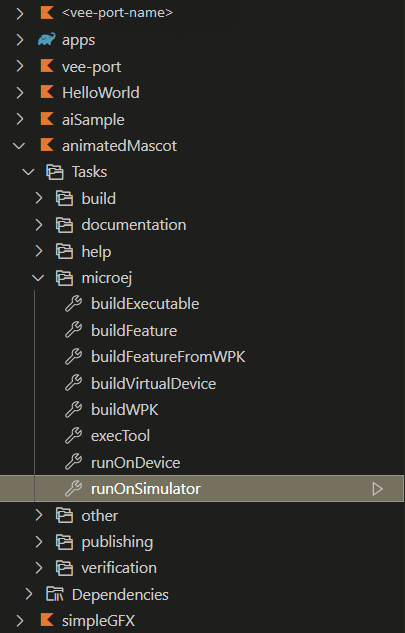 <vee-port-name>
apps
vee-port
HelloWorld
aiSample
animatedMascot
Tasks
build
documentation
help
microej
buildExecutable
buildFeature
buildFeatureFromWPK
buildVirtualDevice
buildWPK
execTool
runOnDevice
runOnSimulator
other
publishing
verification
Dependencies
simpleGFX